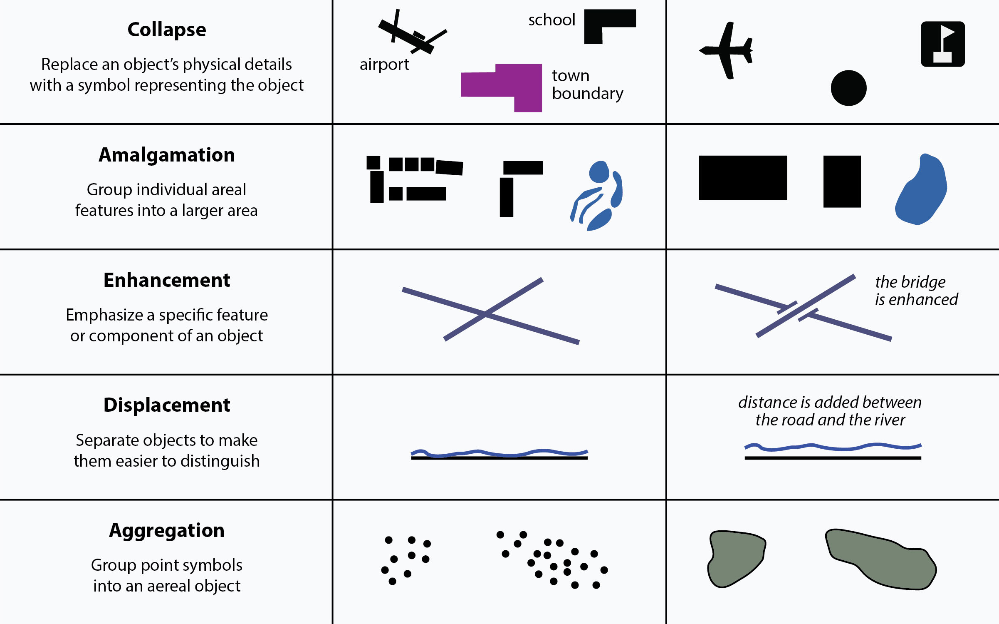 Collapse
Replace an object’s physical details
with a symbol representing the object
airport
school
town
boundary
Amalgamation
Group individual areal
features into a larger area
Enhancement
Emphasize a specific feature
or component of an object
the bridge
is enhanced
Displacement
Separate objects to make
them easier to distinguish
distance is added between
the road and the river
Aggregation
Group point symbols
into an aereal object